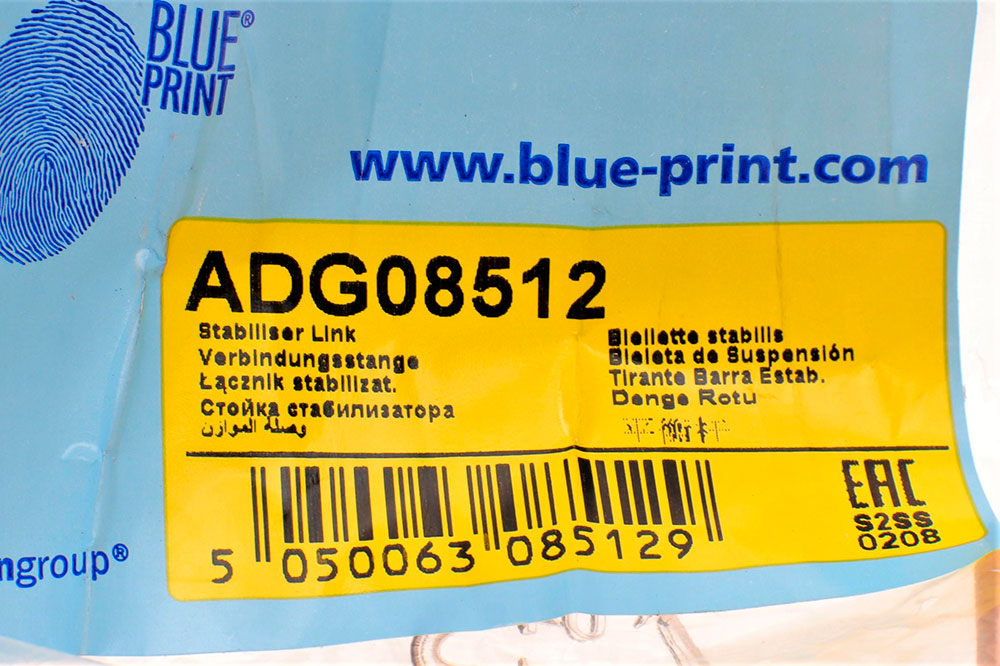 BLUE®
PRINT
www.blue-print.com
ADG08512
Stabiliser Link
Verbindungsstange
Łącznik stabilizat.
Стойка стабилизатора
وصلة الموازن
Biellette stabilis
Bieleta de Suspensión
Tirante Barra Estab.
Denge Rotu
5 050063 085129
EAC
S2SS
0208
ngroup®